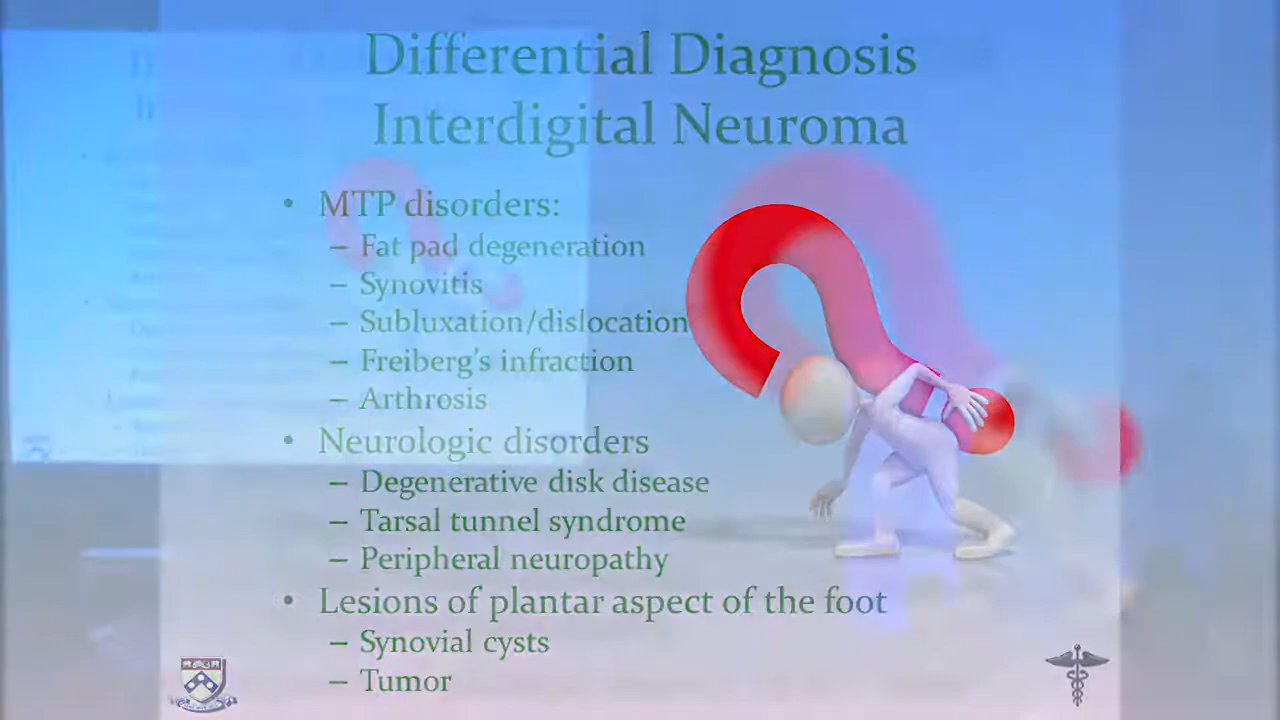 Differential Diagnosis
Interdigital Neuroma
• MTP disorders:
– Fat pad degeneration
– Synovitis
– Subluxation/dislocation
– Freiberg's infraction
– Arthrosis
• Neurologic disorders
– Degenerative disk disease
– Tarsal tunnel syndrome
– Peripheral neuropathy
• Lesions of plantar aspect of the foot
– Synovial cysts
– Tumor